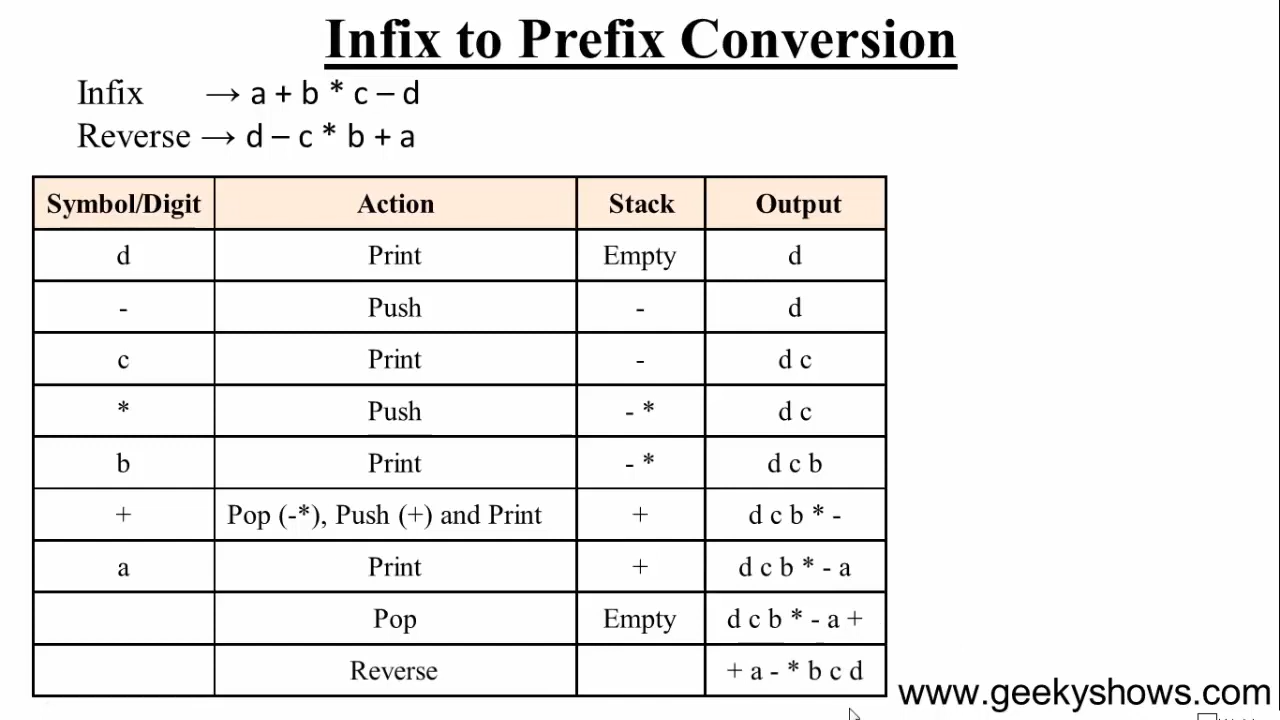 Infix to Prefix Conversion
Infix → a + b * c – d
Reverse → d – c * b + a
Symbol/Digit Action Stack Output
d Print Empty d
- Push - d
c Print - d c
* Push - * d c
b Print - * d c b
+ Pop (-*), Push (+) and Print + d c b * -
a Print + d c b * - a
Pop Empty d c b * - a +
Reverse + a - * b c d
www.geekyshows.com